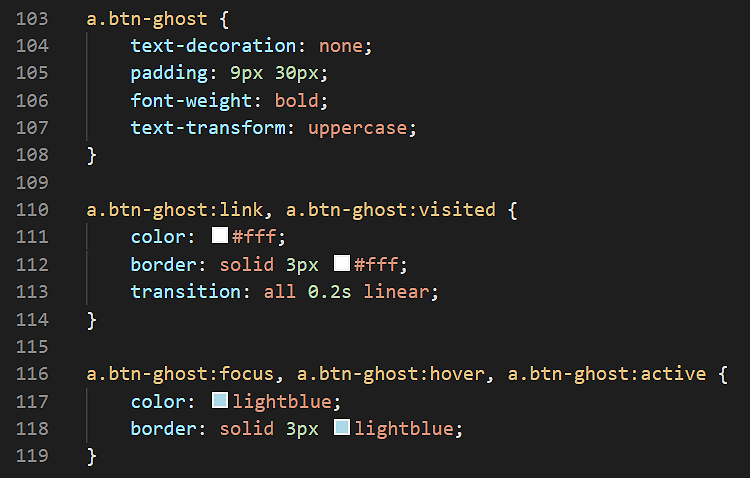 103 a.btn-ghost {
104     text-decoration: none;
105     padding: 9px 30px;
106     font-weight: bold;
107     text-transform: uppercase;
108 }
109
110 a.btn-ghost:link, a.btn-ghost:visited {
111     color: #fff;
112     border: solid 3px #fff;
113     transition: all 0.2s linear;
114 }
115
116 a.btn-ghost:focus, a.btn-ghost:hover, a.btn-ghost:active {
117     color: lightblue;
118     border: solid 3px lightblue;
119 }